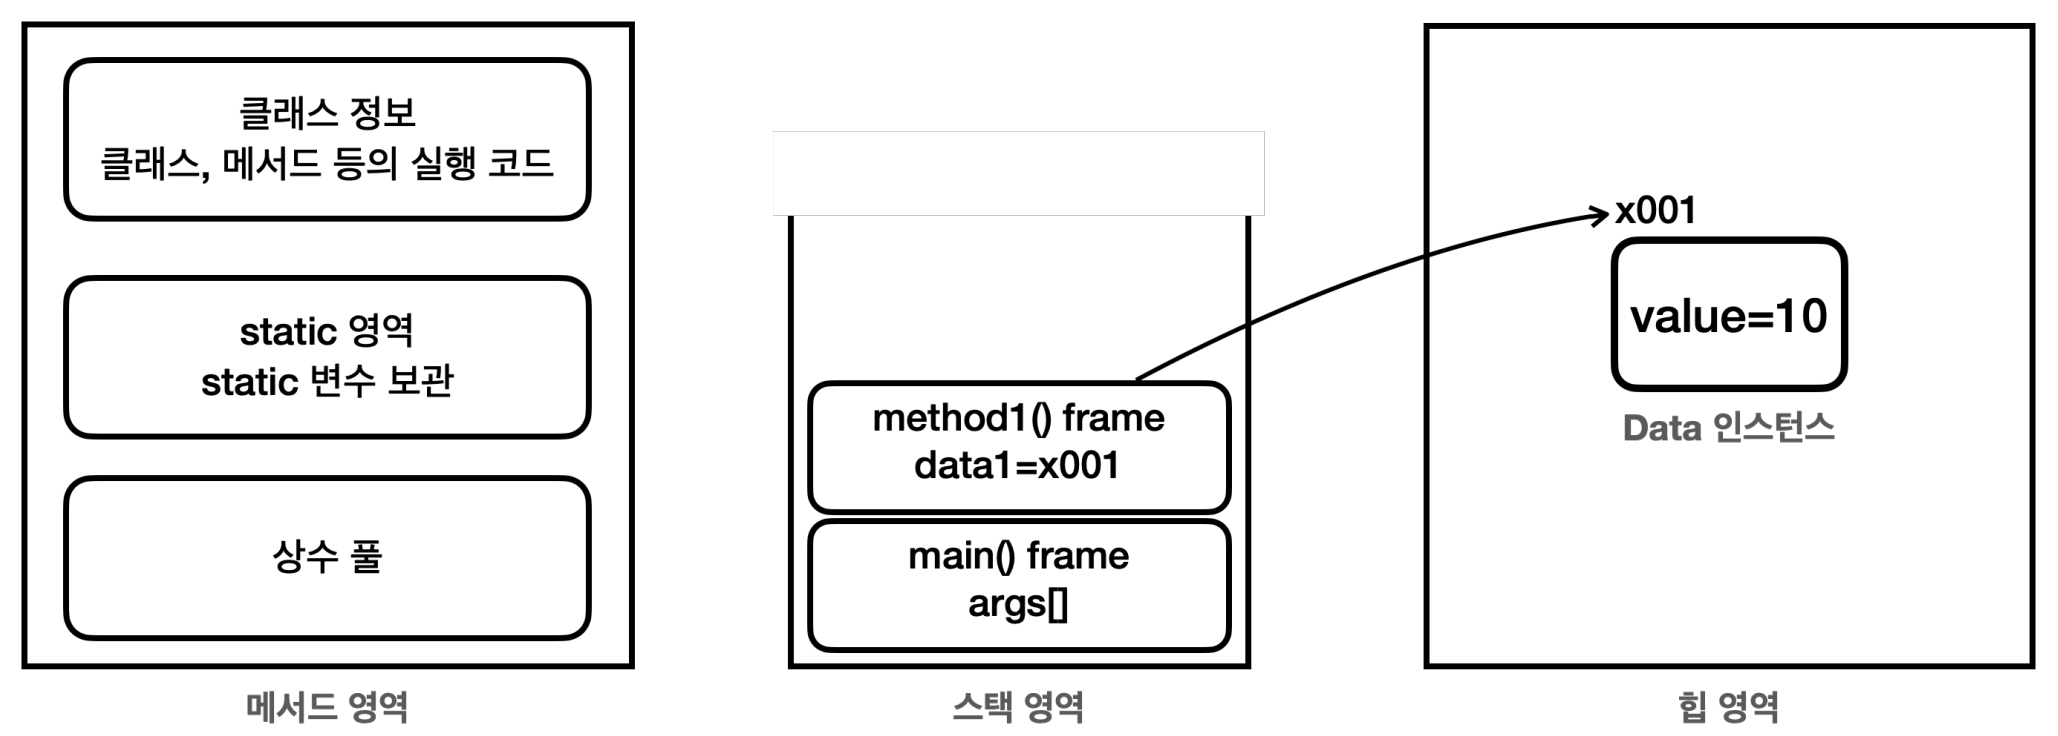 클래스 정보
클래스, 메서드 등의 실행 코드
static 영역
static 변수 보관
상수 풀
메서드 영역
method1() frame
data1=x001
main() frame
args[]
스택 영역
x001
value=10
Data 인스턴스
힙 영역